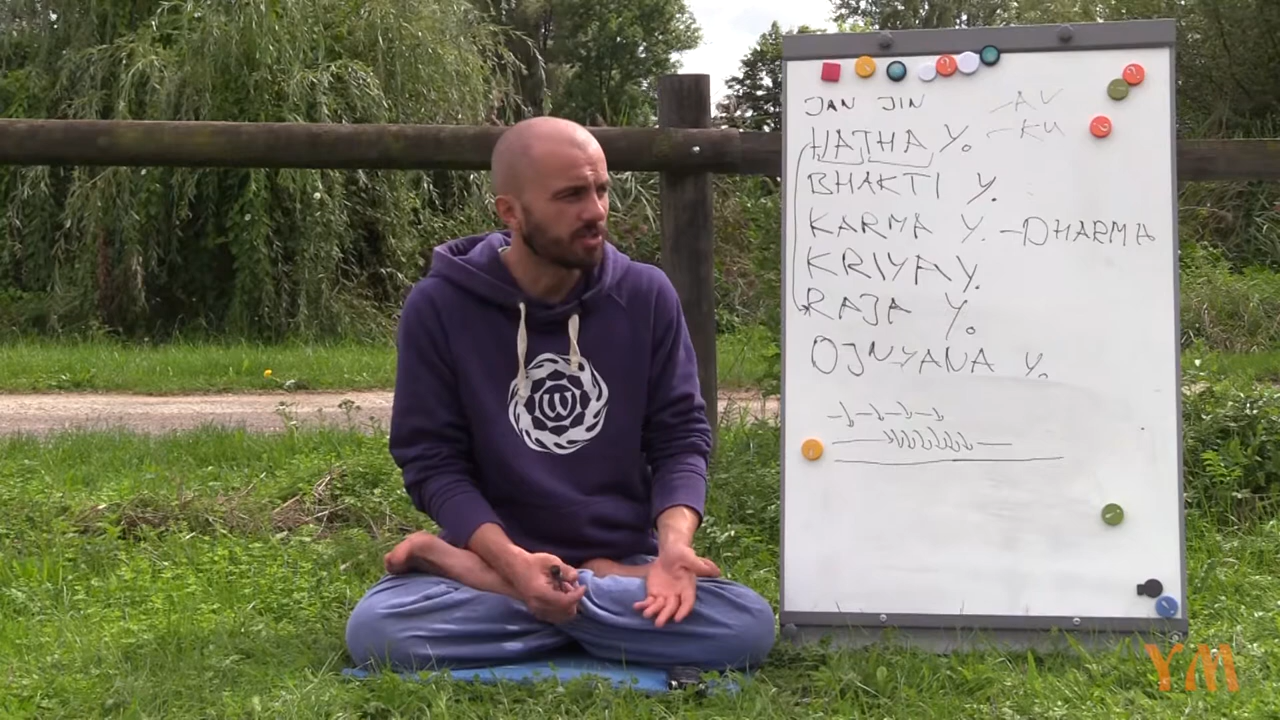 JAN JIN -AV
HATHA Y. -KU
BHAKTI Y.
KARMA Y. -DHARMA
KRIYA Y.
RAJA Y.
OJNYANA Y.
W
YM